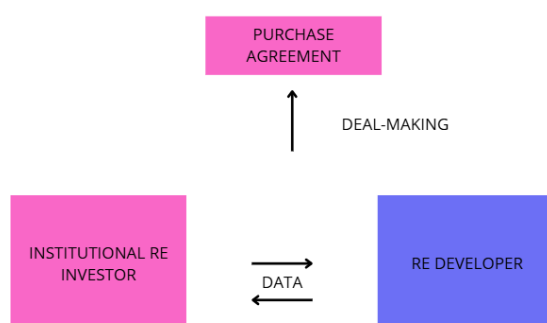 PURCHASE
AGREEMENT
DEAL-MAKING
INSTITUTIONAL RE
INVESTOR
DATA
RE DEVELOPER